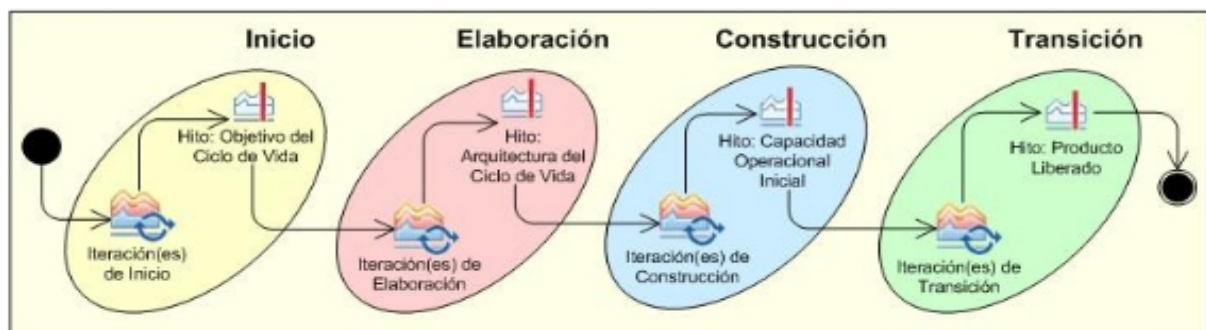 Inicio
Elaboración
Construcción
Transición
Hito: Objetivo del
Ciclo de Vida
Iteración(es)
de Inicio
Hito:
Arquitectura del
Ciclo de Vida
Iteración(es) de
Elaboración
Hito: Capacidad
Operacional
Inicial
Iteración(es) de
Construcción
Hito: Producto
Liberado
Iteración(es) de
Transición